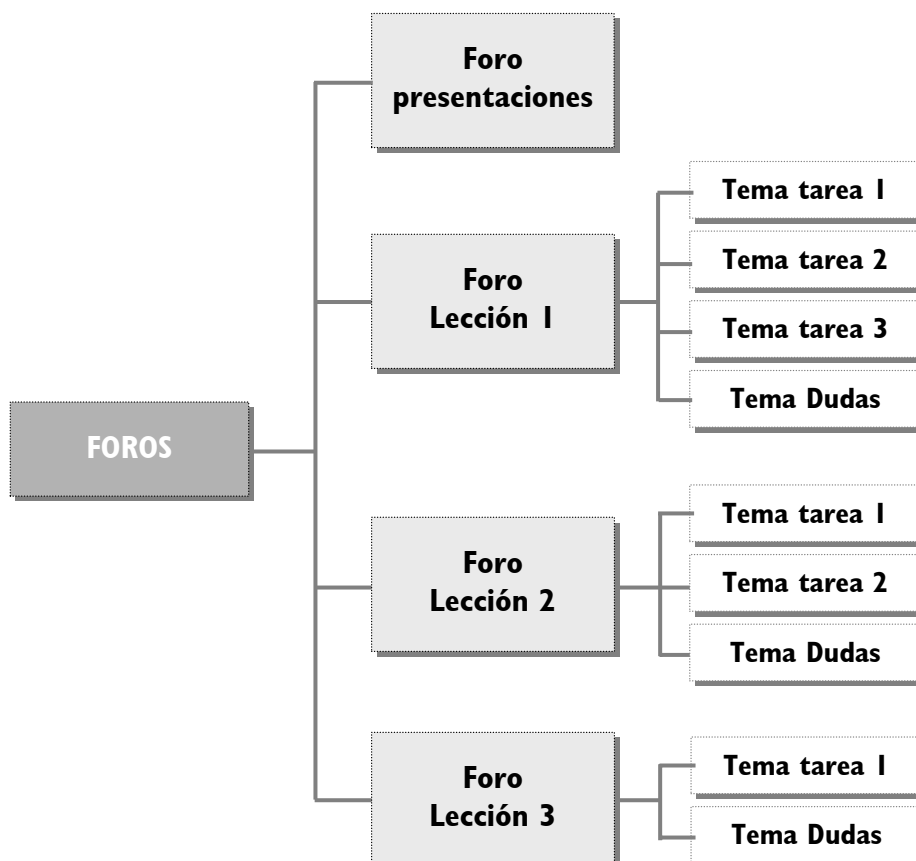 Foro
presentaciones
Foro
Lección 1
Tema tarea 1
Tema tarea 2
Tema tarea 3
Tema Dudas
FOROS
Foro
Lección 2
Tema tarea 1
Tema tarea 2
Tema Dudas
Foro
Lección 3
Tema tarea 1
Tema Dudas